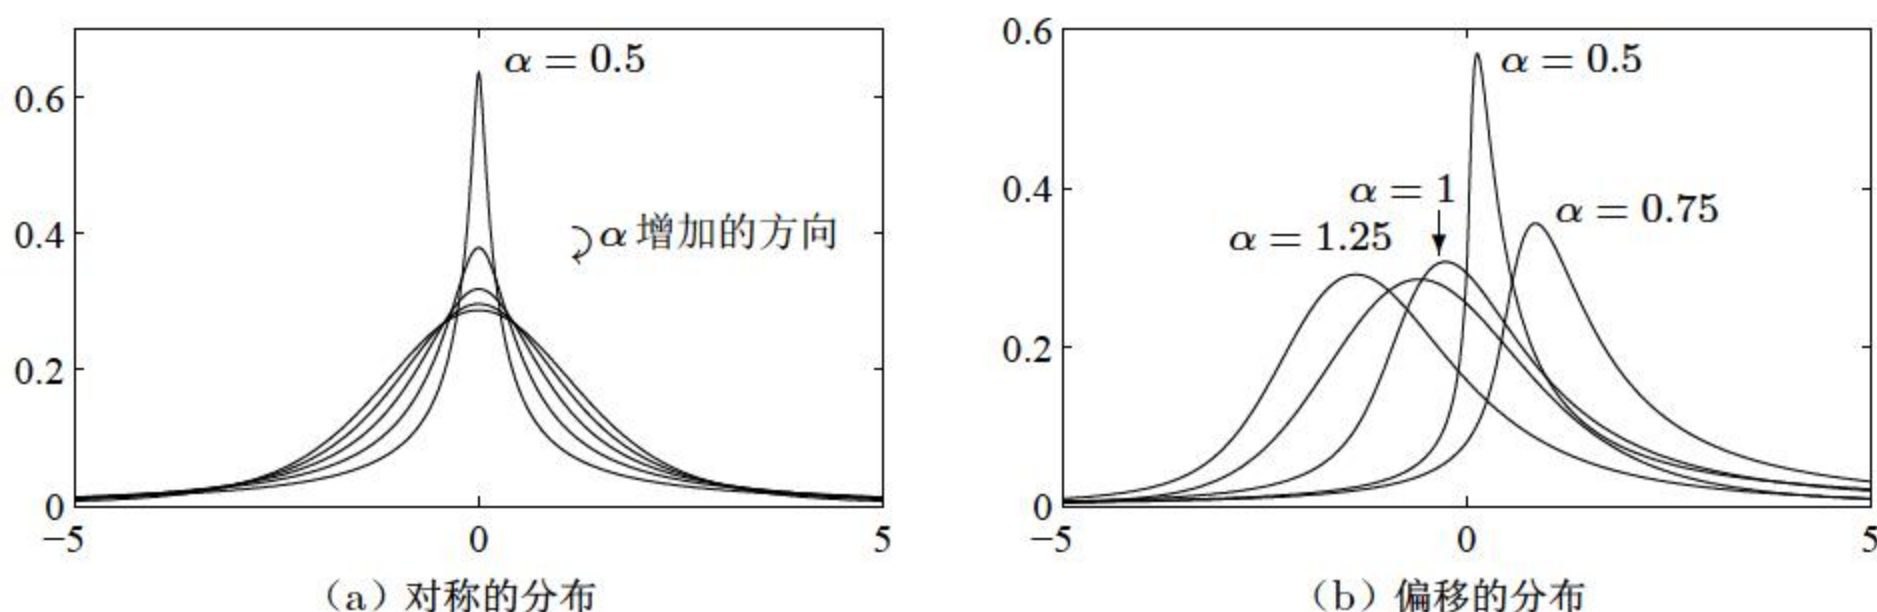 α = 0.5
0.6
0.4
α 增加的方向
0.2
0
−5
0
5
(a) 对称的分布
0.6
α = 0.5
α = 1
0.4
α = 0.75
α = 1.25
0.2
0
−5
0
5
(b) 偏移的分布